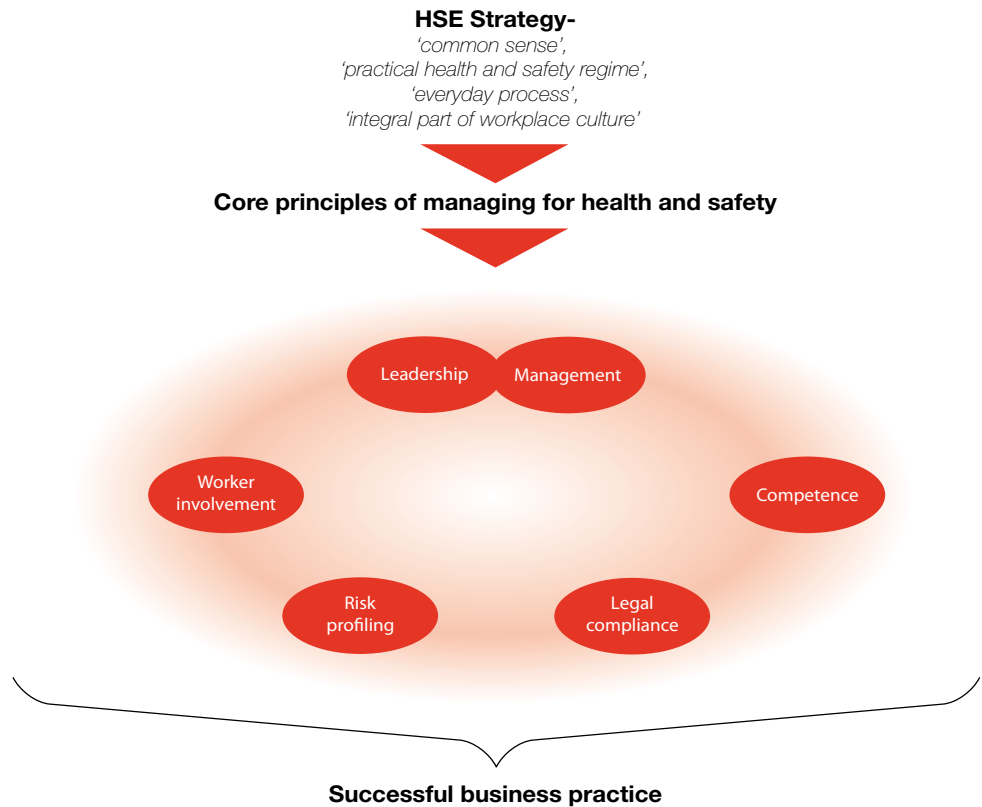 HSE Strategy-
‘common sense’,
‘practical health and safety regime’,
‘everyday process’,
‘integral part of workplace culture’
Core principles of managing for health and safety
Leadership
Management
Worker
involvement
Competence
Risk
profiling
Legal
compliance
Successful business practice